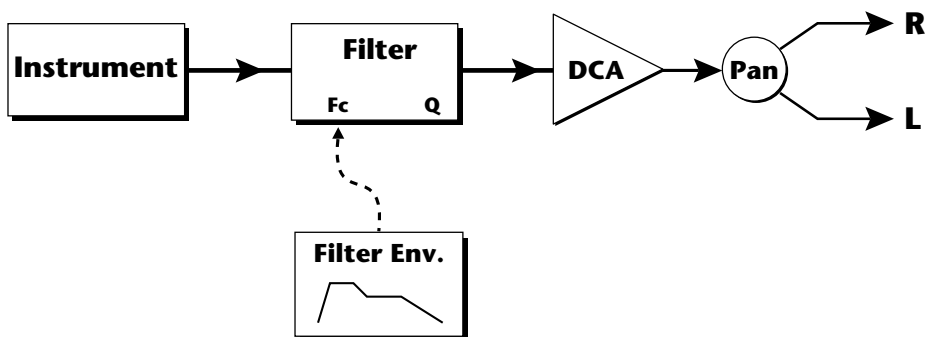 Instrument
Filter
Fc Q
DCA
Pan
R
L
Filter Env.